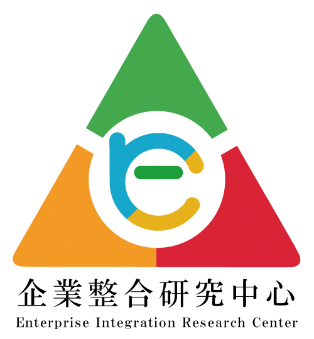 企業整合研究中心
Enterprise Integration Research Center